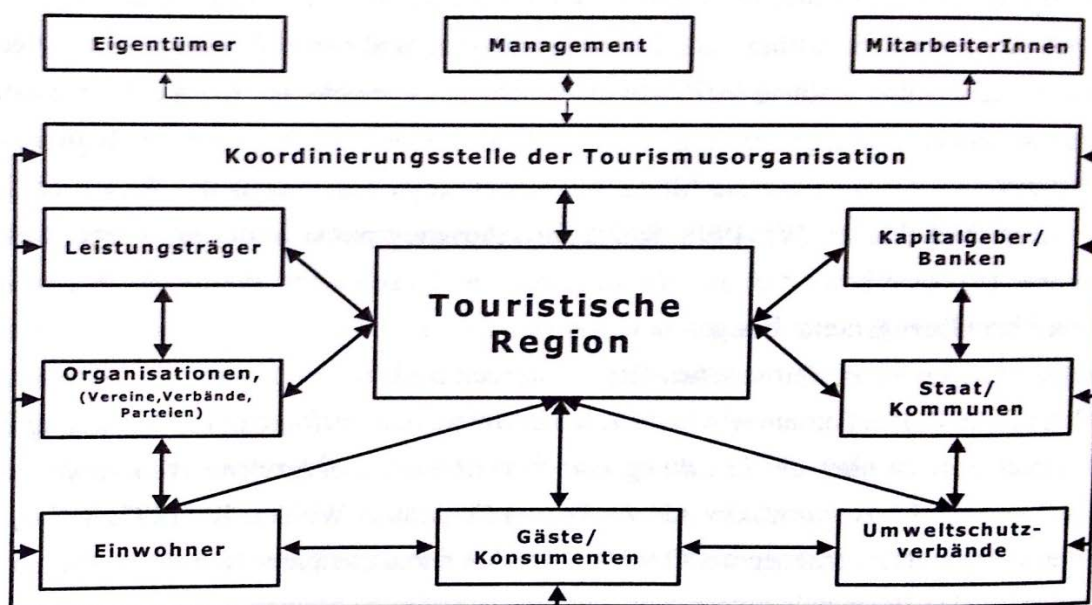 Eigentümer
Management
MitarbeiterInnen
Koordinierungsstelle der Tourismusorganisation
Leistungsträger
Kapitalgeber/
Banken
Touristische
Region
Organisationen,
(Vereine,Verbände,
Parteien)
Staat/
Kommunen
Einwohner
Gäste/
Konsumenten
Umweltschutz-
verbände